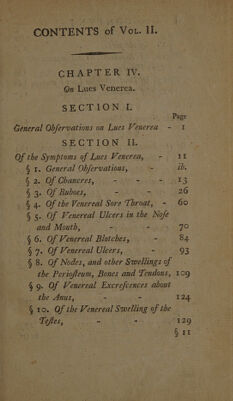 CONTENTS of VOL. II.
CHAPTER IV.
On Lues Venerea.
SECTION I.
Page
General Obſervations on Lues Venerea - 1
SECTION II.
Of the Symptoms of Lues Venerea, - 11
§ 1. General Obſervations, - ib.
§ 2. Of Chancres, - - - 13
§ 3. Of Buboes, - - 26
§ 4. Of the Venereal Sore Throat, - 60
§ 5. Of Venereal Ulcers in the Noſe
and Mouth, - - 70
§ 6. Of Venereal Blotches, - 84
§ 7. Of Venereal Ulcers, - 93
§ 8. Of Nodes, and other Swellings of
the Perioſteum, Bones and Tendons, 109
§ 9. Of Venereal Excreſcences about
the Anus, - - 124
§ 10. Of the Venereal Swelling of the
Teſtes, - - 129
§ 11